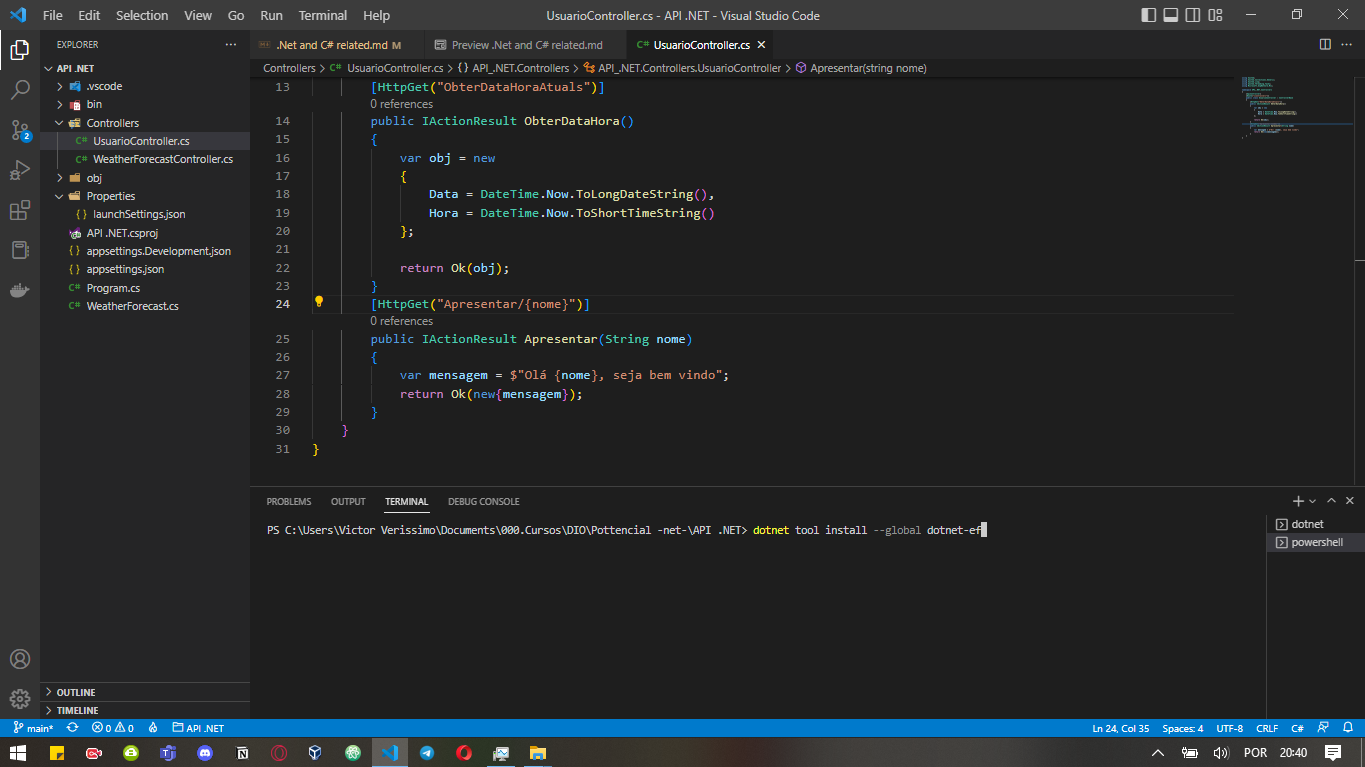 File Edit Selection View Go Run Terminal Help UsuarioController.cs - API .NET - Visual Studio Code
EXPLORER
API .NET
.vscode
bin
Controllers
C# UsuarioController.cs
C# WeatherForecastController.cs
obj
Properties
{} launchSettings.json
API .NET.csproj
{} appsettings.Development.json
{} appsettings.json
C# Program.cs
C# WeatherForecast.cs
OUTLINE
TIMELINE
2
.Net and C# related.md M Preview .Net and C# related.md C# UsuarioController.cs
Controllers > C# UsuarioController.cs > {} API_.NET.Controllers > API_.NET.Controllers.UsuarioController > Apresentar(string nome)
13 [HttpGet("ObterDataHoraAtuals")]
0 references
14 public IActionResult ObterDataHora()
15 {
16 var obj = new
17 {
18 Data = DateTime.Now.ToLongDateString(),
19 Hora = DateTime.Now.ToShortTimeString()
20 };
21
22 return Ok(obj);
23 }
24 [HttpGet("Apresentar/{nome}")]
0 references
25 public IActionResult Apresentar(String nome)
26 {
27 var mensagem = $"Olá {nome}, seja bem vindo";
28 return Ok(new{mensagem});
29 }
30 }
31 }
PROBLEMS OUTPUT TERMINAL DEBUG CONSOLE
PS C:\Users\Victor Verissimo\Documents\000.Cursos\DIO\Pottencial -net-\API .NET> dotnet tool install --global dotnet-ef
dotnet
powershell
main* 0 0 API .NET Ln 24, Col 35 Spaces: 4 UTF-8 CRLF C#
POR 20:40